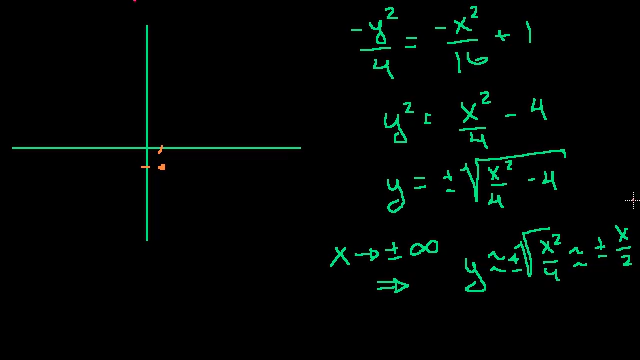 -y²/4 = -x²/16 + 1
y² = x²/4 - 4
y = ±√(x²/4 - 4)
x → ±∞
⇒ y ≈ ±√(x²/4) ≈ ± x/2